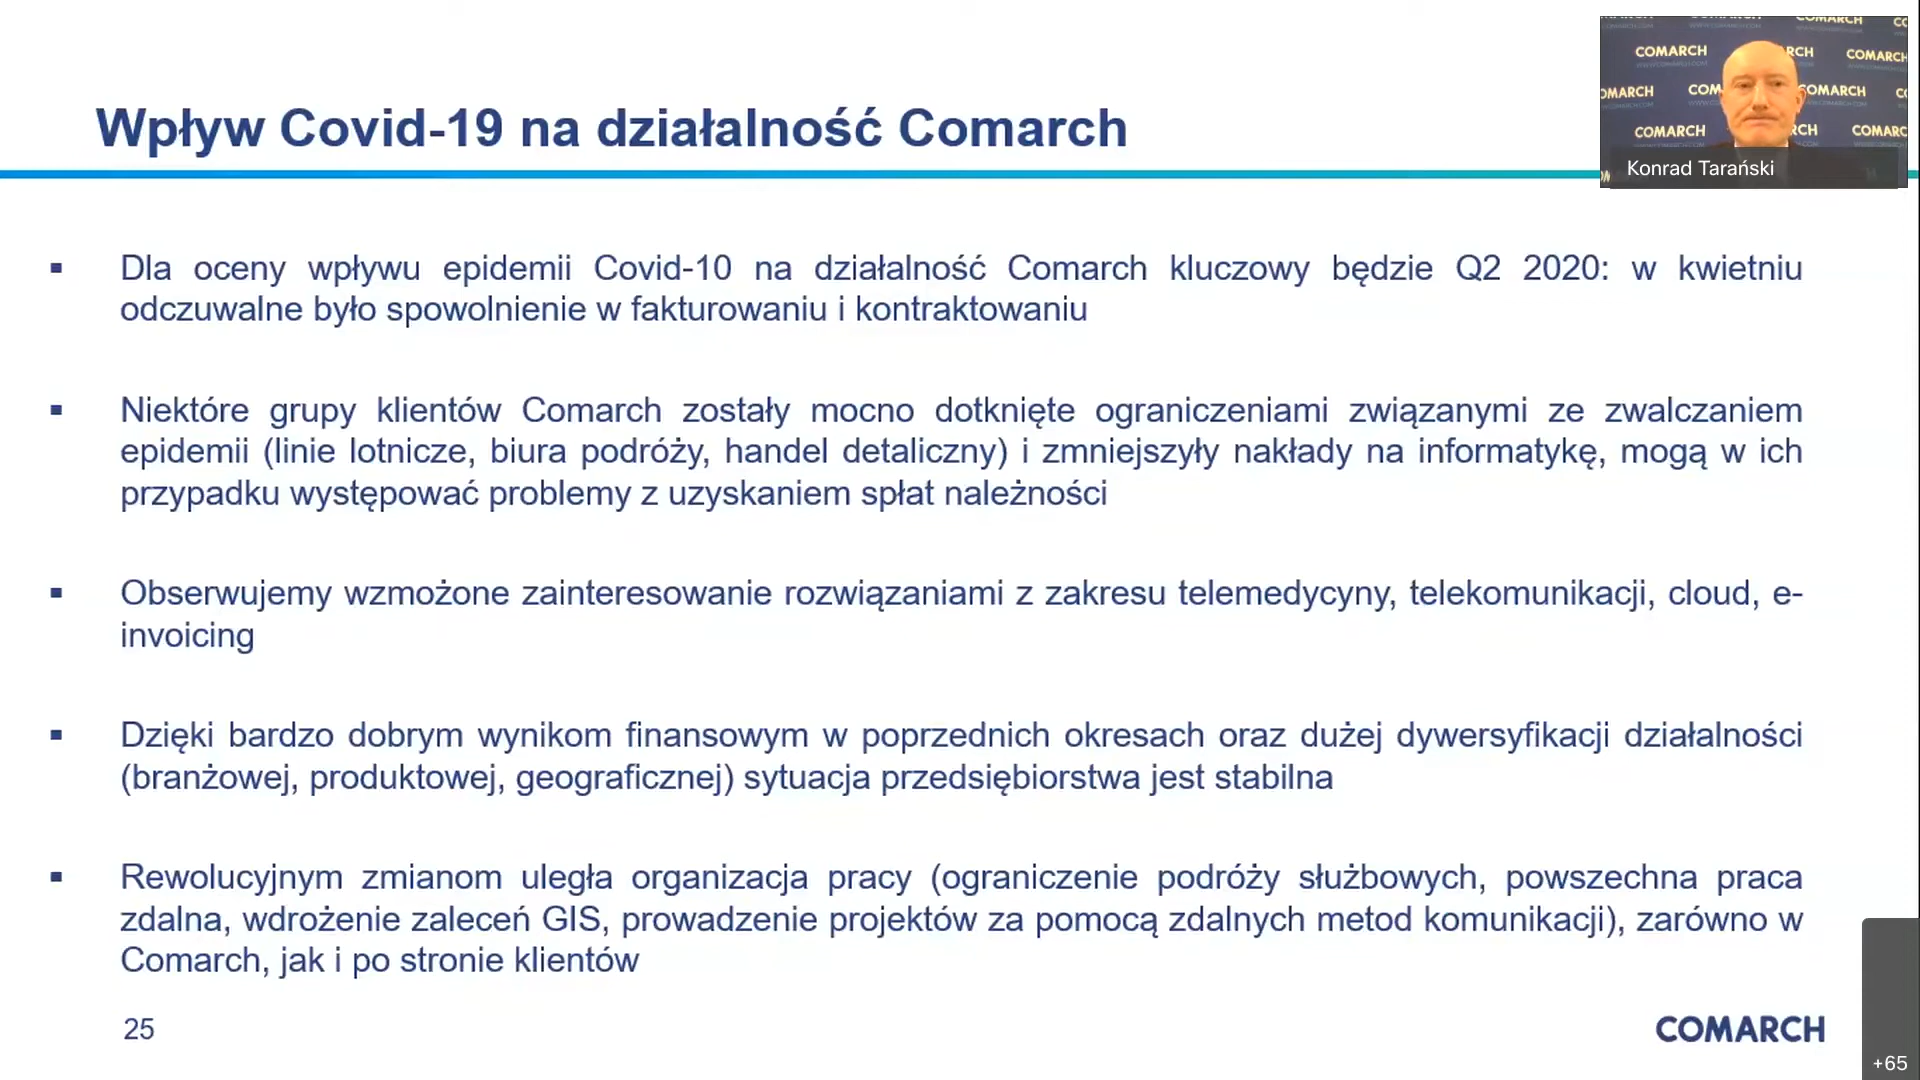 Wpływ Covid-19 na działalność Comarch
COMARCH
COMARCH
COMARCH
COMARCH
COMARCH
Konrad Tarański
Dla oceny wpływu epidemii Covid-10 na działalność Comarch kluczowy będzie Q2 2020: w kwietniu
odczuwalne było spowolnienie w fakturowaniu i kontraktowaniu
Niektóre grupy klientów Comarch zostały mocno dotknięte ograniczeniami związanymi ze zwalczaniem
epidemii (linie lotnicze, biura podróży, handel detaliczny) i zmniejszyły nakłady na informatykę, mogą w ich
przypadku występować problemy z uzyskaniem spłat należności
Obserwujemy wzmożone zainteresowanie rozwiązaniami z zakresu telemedycyny, telekomunikacji, cloud, e-
invoicing
Dzięki bardzo dobrym wynikom finansowym w poprzednich okresach oraz dużej dywersyfikacji działalności
(branżowej, produktowej, geograficznej) sytuacja przedsiębiorstwa jest stabilna
Rewolucyjnym zmianom uległa organizacja pracy (ograniczenie podróży służbowych, powszechna praca
zdalna, wdrożenie zaleceń GIS, prowadzenie projektów za pomocą zdalnych metod komunikacji), zarówno w
Comarch, jak i po stronie klientów
25
COMARCH
+65